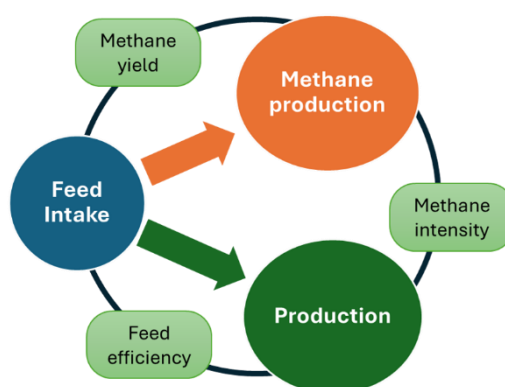 Methane
yield
Methane
production
Feed
Intake
Methane
intensity
Production
Feed
efficiency